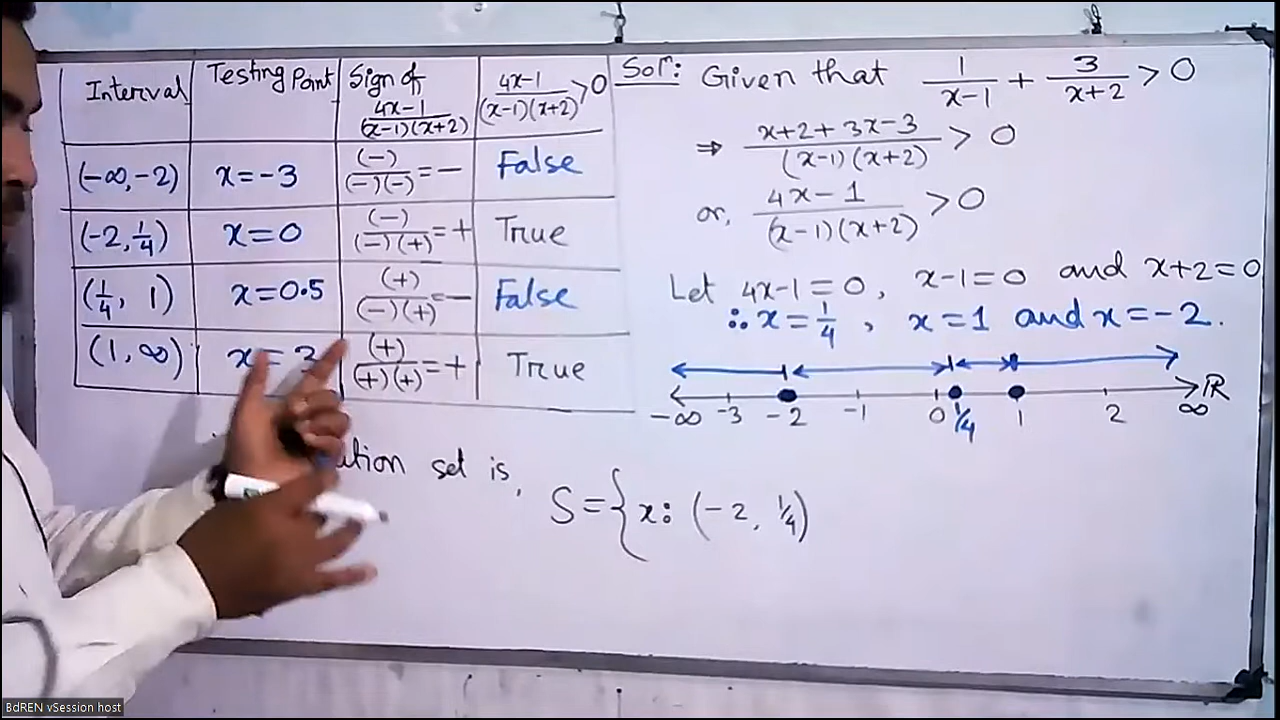 Interval | Testing Point | Sign of (4x-1)/((x-1)(x+2)) | (4x-1)/((x-1)(x+2)) > 0
(-∞, -2) | x = -3 | (-)/((-)(-)) = - | False
(-2, 1/4) | x = 0 | (-)/((-)(+)) = + | True
(1/4, 1) | x = 0.5 | (+)/((-)(+)) = - | False
(1, ∞) | x = | (+)/((+)(+)) = + | True
set is,
Given that 1/(x-1) + 3/(x+2) > 0
⇒ (x+2+3x-3)/((x-1)(x+2)) > 0
or, (4x-1)/((x-1)(x+2)) > 0
Let 4x-1=0, x-1=0 and x+2=0
∴ x = 1/4, x = 1 and x = -2.
-∞ -3 -2 -1 0 1/4 1 2 ∞ ℝ
S = { x: (-2, 1/4)
BdREN vSession host